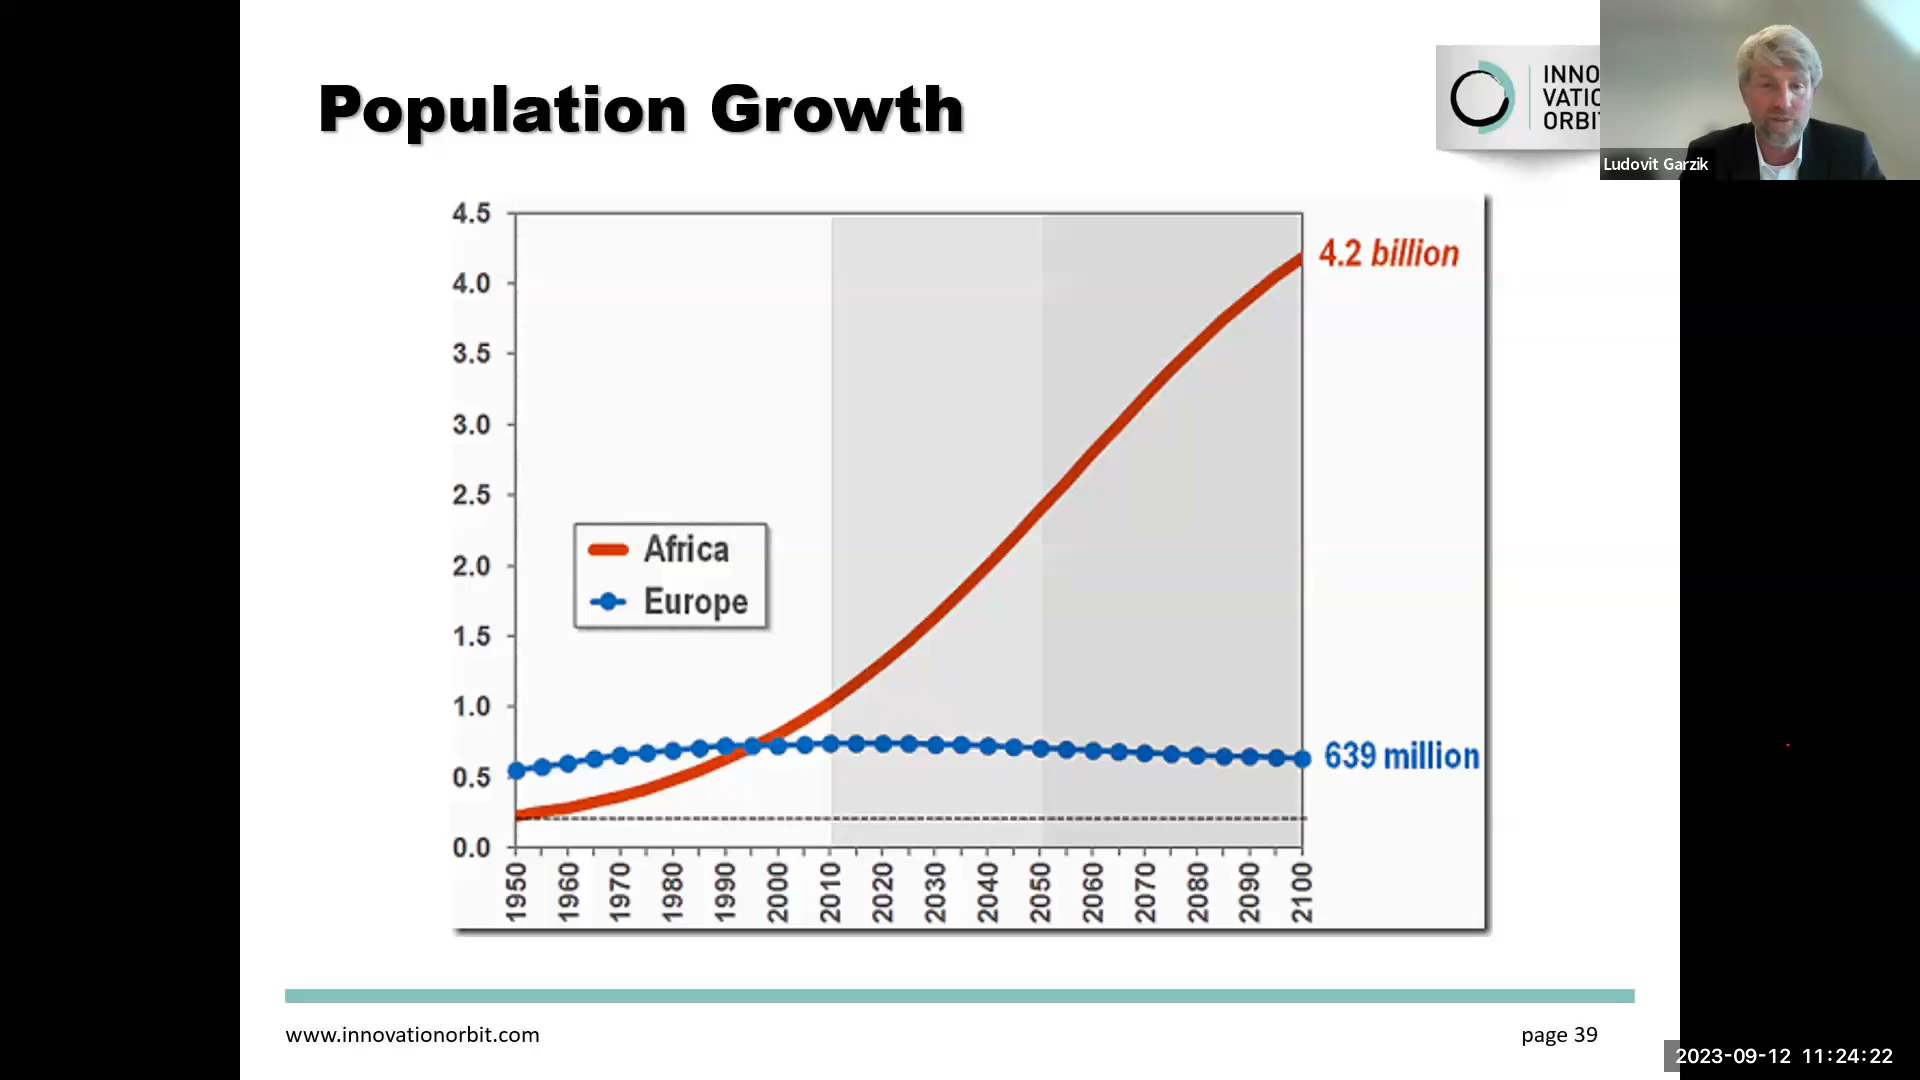 Population Growth
INNO
VATIO
ORBIT
Ludovit Garzik
4.5
4.0
3.5
3.0
2.5
2.0
1.5
1.0
0.5
0.0
4.2 billion
Africa
Europe
639 million
1950
1960
1970
1980
1990
2000
2010
2020
2030
2040
2050
2060
2070
2080
2090
2100
www.innovationorbit.com
page 39
2023-09-12 11:24:22